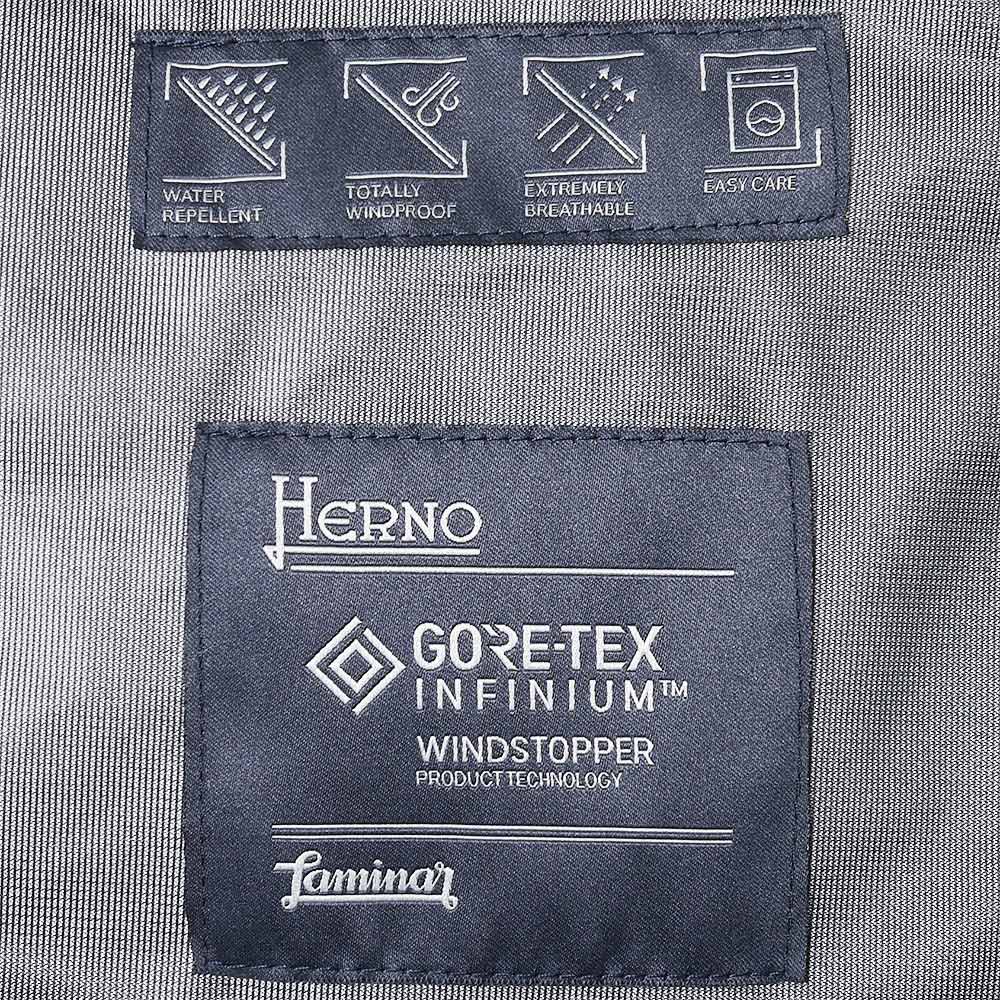 WATER
REPELLENT
TOTALLY
WINDPROOF
EXTREMELY
BREATHABLE
EASY CARE
HERNO
GORE-TEX
INFINIUM™
WINDSTOPPER
PRODUCT TECHNOLOGY
Laminar